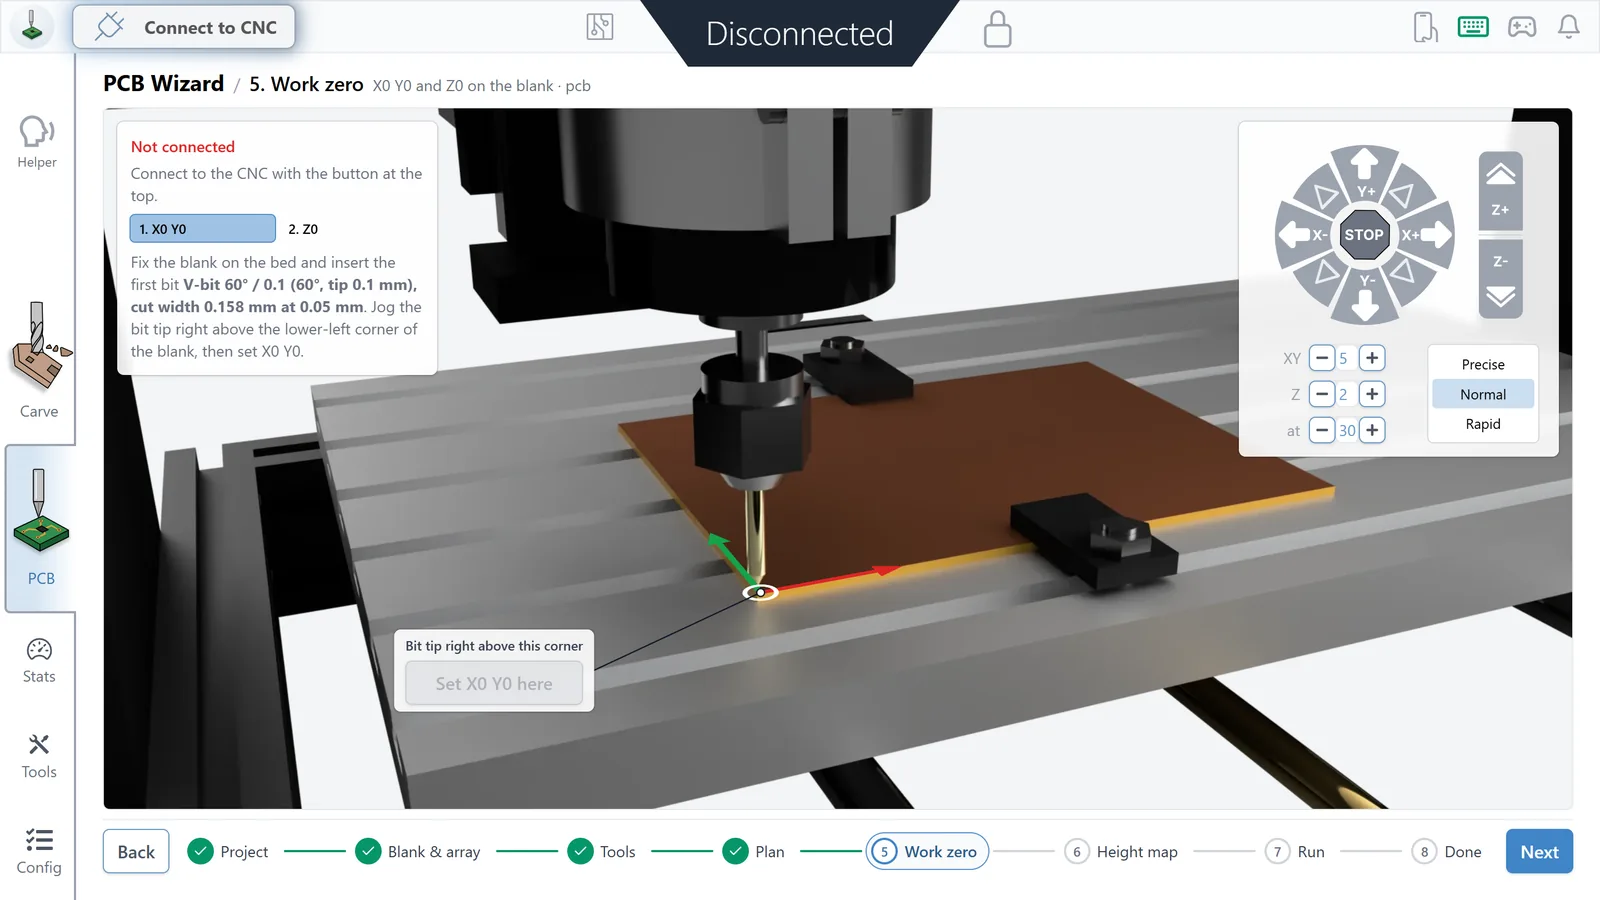 Connect to CNC
Disconnected
PCB Wizard / 5. Work zero X0 Y0 and Z0 on the blank · pcb
Helper
Carve
PCB
Stats
Tools
Config
Not connected
Connect to the CNC with the button at the
top.
1. X0 Y0
2. Z0
Fix the blank on the bed and insert the
first bit V-bit 60° / 0.1 (60°, tip 0.1 mm),
cut width 0.158 mm at 0.05 mm. Jog the
bit tip right above the lower-left corner of
the blank, then set X0 Y0.
Bit tip right above this corner
Set X0 Y0 here
Y+
X-
STOP
X+
Y-
Z+
Z-
XY − 5 +
Z − 2 +
at − 30 +
Precise
Normal
Rapid
Back
Project
Blank & array
Tools
Plan
5 Work zero
6 Height map
7 Run
8 Done
Next